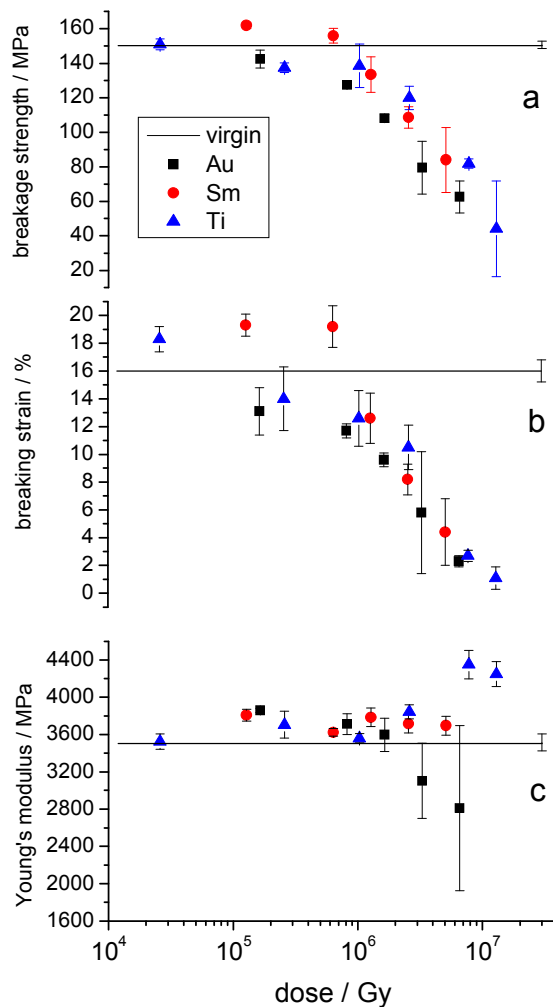 160
140
120
100
80
60
40
20
0
breakage strength / MPa
a
virgin
Au
Sm
Ti
20
18
16
14
12
10
8
6
4
2
0
breaking strain / %
b
4400
4000
3600
3200
2800
2400
2000
1600
Young's modulus / MPa
c
10⁴ 10⁵ 10⁶ 10⁷
dose / Gy